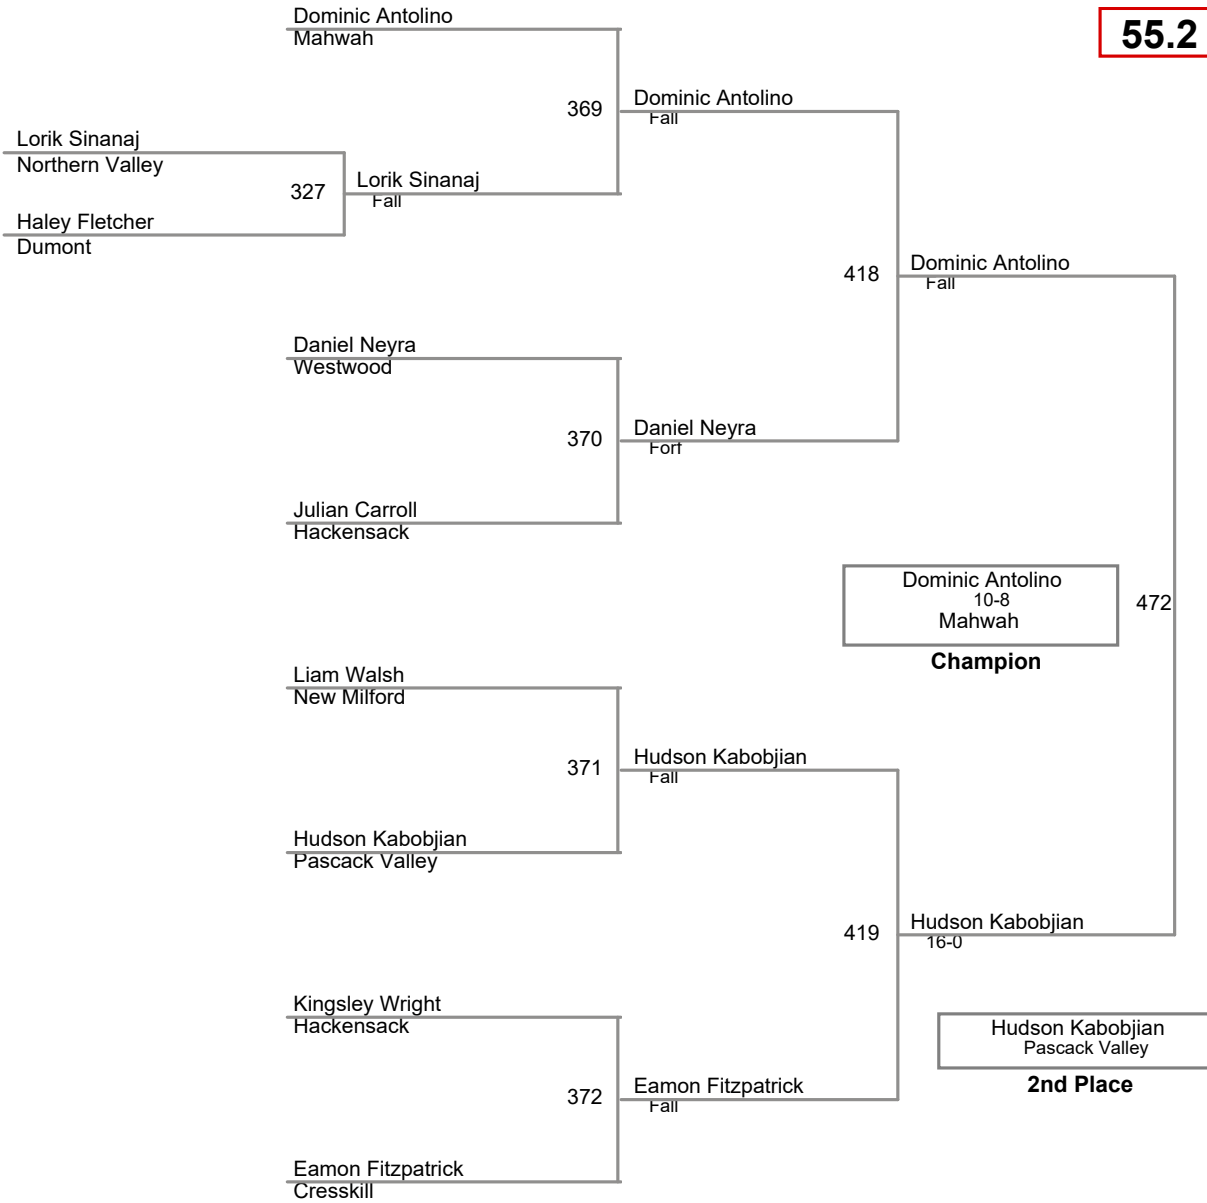 Dominic Antolino
Mahwah
55.2
369
Dominic Antolino
Fall
Lorik Sinanaj
Northern Valley
327
Lorik Sinanaj
Fall
Haley Fletcher
Dumont
418
Dominic Antolino
Fall
Daniel Neyra
Westwood
370
Daniel Neyra
Forf
Julian Carroll
Hackensack
Dominic Antolino
10-8
Mahwah
472
Champion
Liam Walsh
New Milford
371
Hudson Kabobjian
Fall
Hudson Kabobjian
Pascack Valley
419
Hudson Kabobjian
16-0
Kingsley Wright
Hackensack
Hudson Kabobjian
Pascack Valley
2nd Place
372
Eamon Fitzpatrick
Fall
Eamon Fitzpatrick
Cresskill